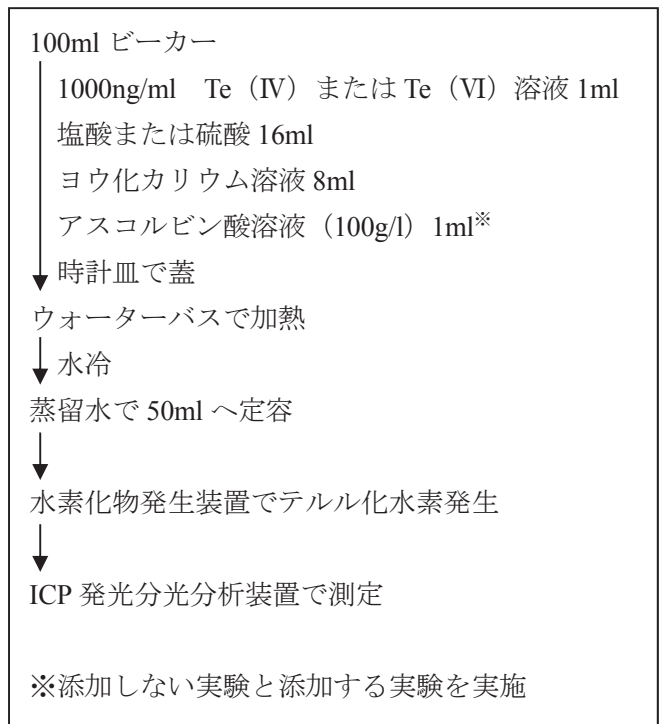 100ml ビーカー
1000ng/ml　Te（Ⅳ）または Te（Ⅵ）溶液 1ml
塩酸または硫酸 16ml
ヨウ化カリウム溶液 8ml
アスコルビン酸溶液（100g/l）1ml※
時計皿で蓋
ウォーターバスで加熱
水冷
蒸留水で 50ml へ定容
水素化物発生装置でテルル化水素発生
ICP 発光分光分析装置で測定
※添加しない実験と添加する実験を実施